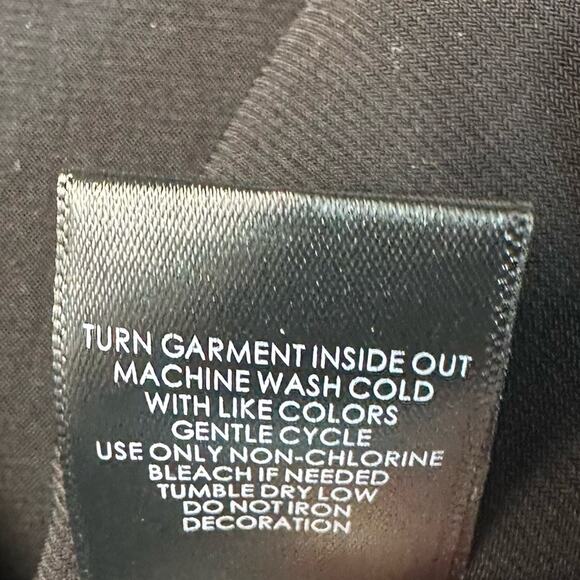 TURN GARMENT INSIDE OUT
MACHINE WASH COLD
WITH LIKE COLORS
GENTLE CYCLE
USE ONLY NON-CHLORINE
BLEACH IF NEEDED
TUMBLE DRY LOW
DO NOT IRON
DECORATION